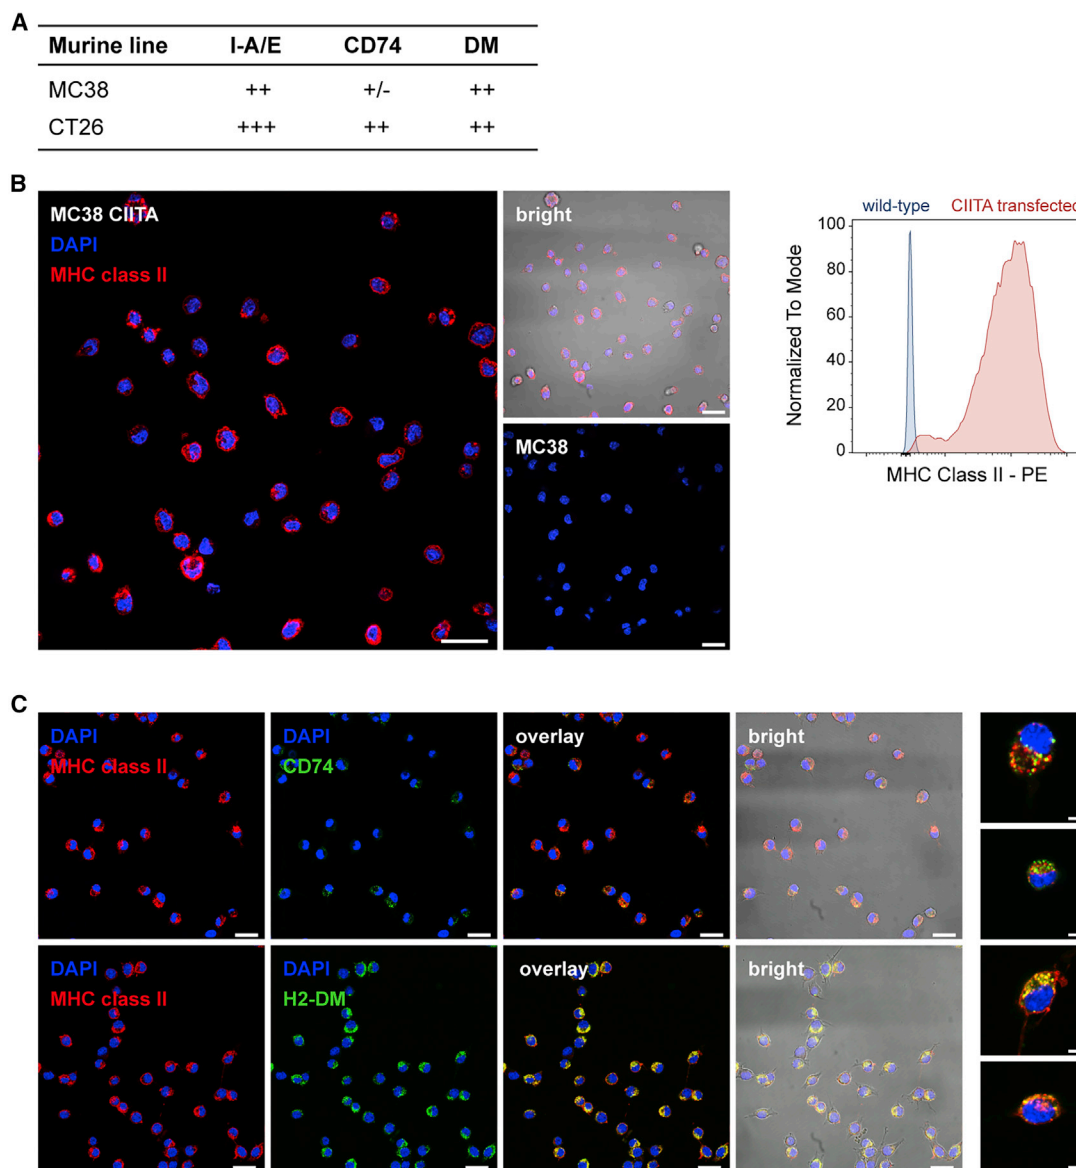 A
Murine line I-A/E CD74 DM
MC38 ++ +/- ++
CT26 +++ ++ ++
B
MC38 CIITA
DAPI
MHC class II
bright
MC38
wild-type CIITA transfected
Normalized To Mode
100
80
60
40
20
0
MHC Class II - PE
C
DAPI
MHC class II
DAPI
CD74
overlay
bright
DAPI
MHC class II
DAPI
H2-DM
overlay
bright